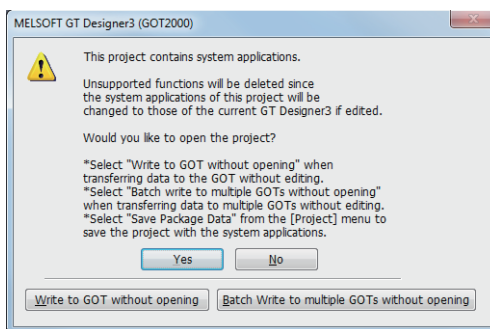 MELSOFT GT Designer3 (GOT2000)
This project contains system applications.
Unsupported functions will be deleted since
the system applications of this project will be
changed to those of the current GT Designer3 if edited.
Would you like to open the project?
*Select "Write to GOT without opening" when
transferring data to the GOT without editing.
*Select "Batch write to multiple GOTs without opening"
when transferring data to multiple GOTs without editing.
*Select "Save Package Data" from the [Project] menu to
save the project with the system applications.
Yes No
Write to GOT without opening Batch Write to multiple GOTs without opening